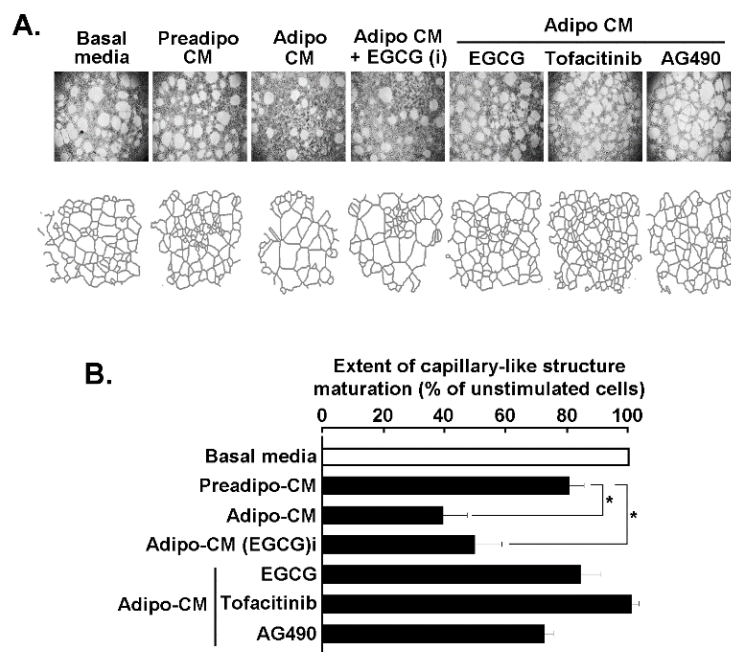 A.
Basal media
Preadipo CM
Adipo CM
Adipo CM + EGCG (i)
Adipo CM
EGCG
Tofacitinib
AG490
B.
Extent of capillary-like structure
maturation (% of unstimulated cells)
0 20 40 60 80 100
Basal media
Preadipo-CM
*
Adipo-CM
*
Adipo-CM (EGCG)i
EGCG
Adipo-CM
Tofacitinib
AG490